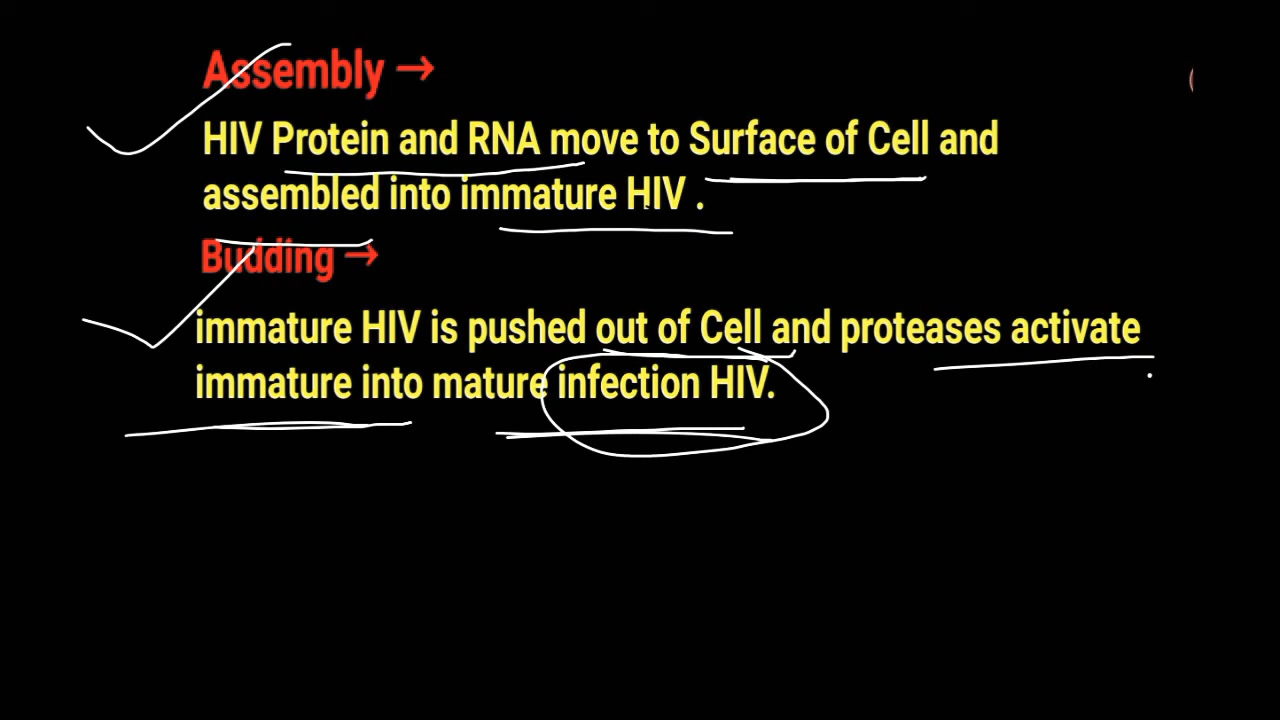 Assembly →
HIV Protein and RNA move to Surface of Cell and
assembled into immature HIV .
Budding →
immature HIV is pushed out of Cell and proteases activate
immature into mature infection HIV.